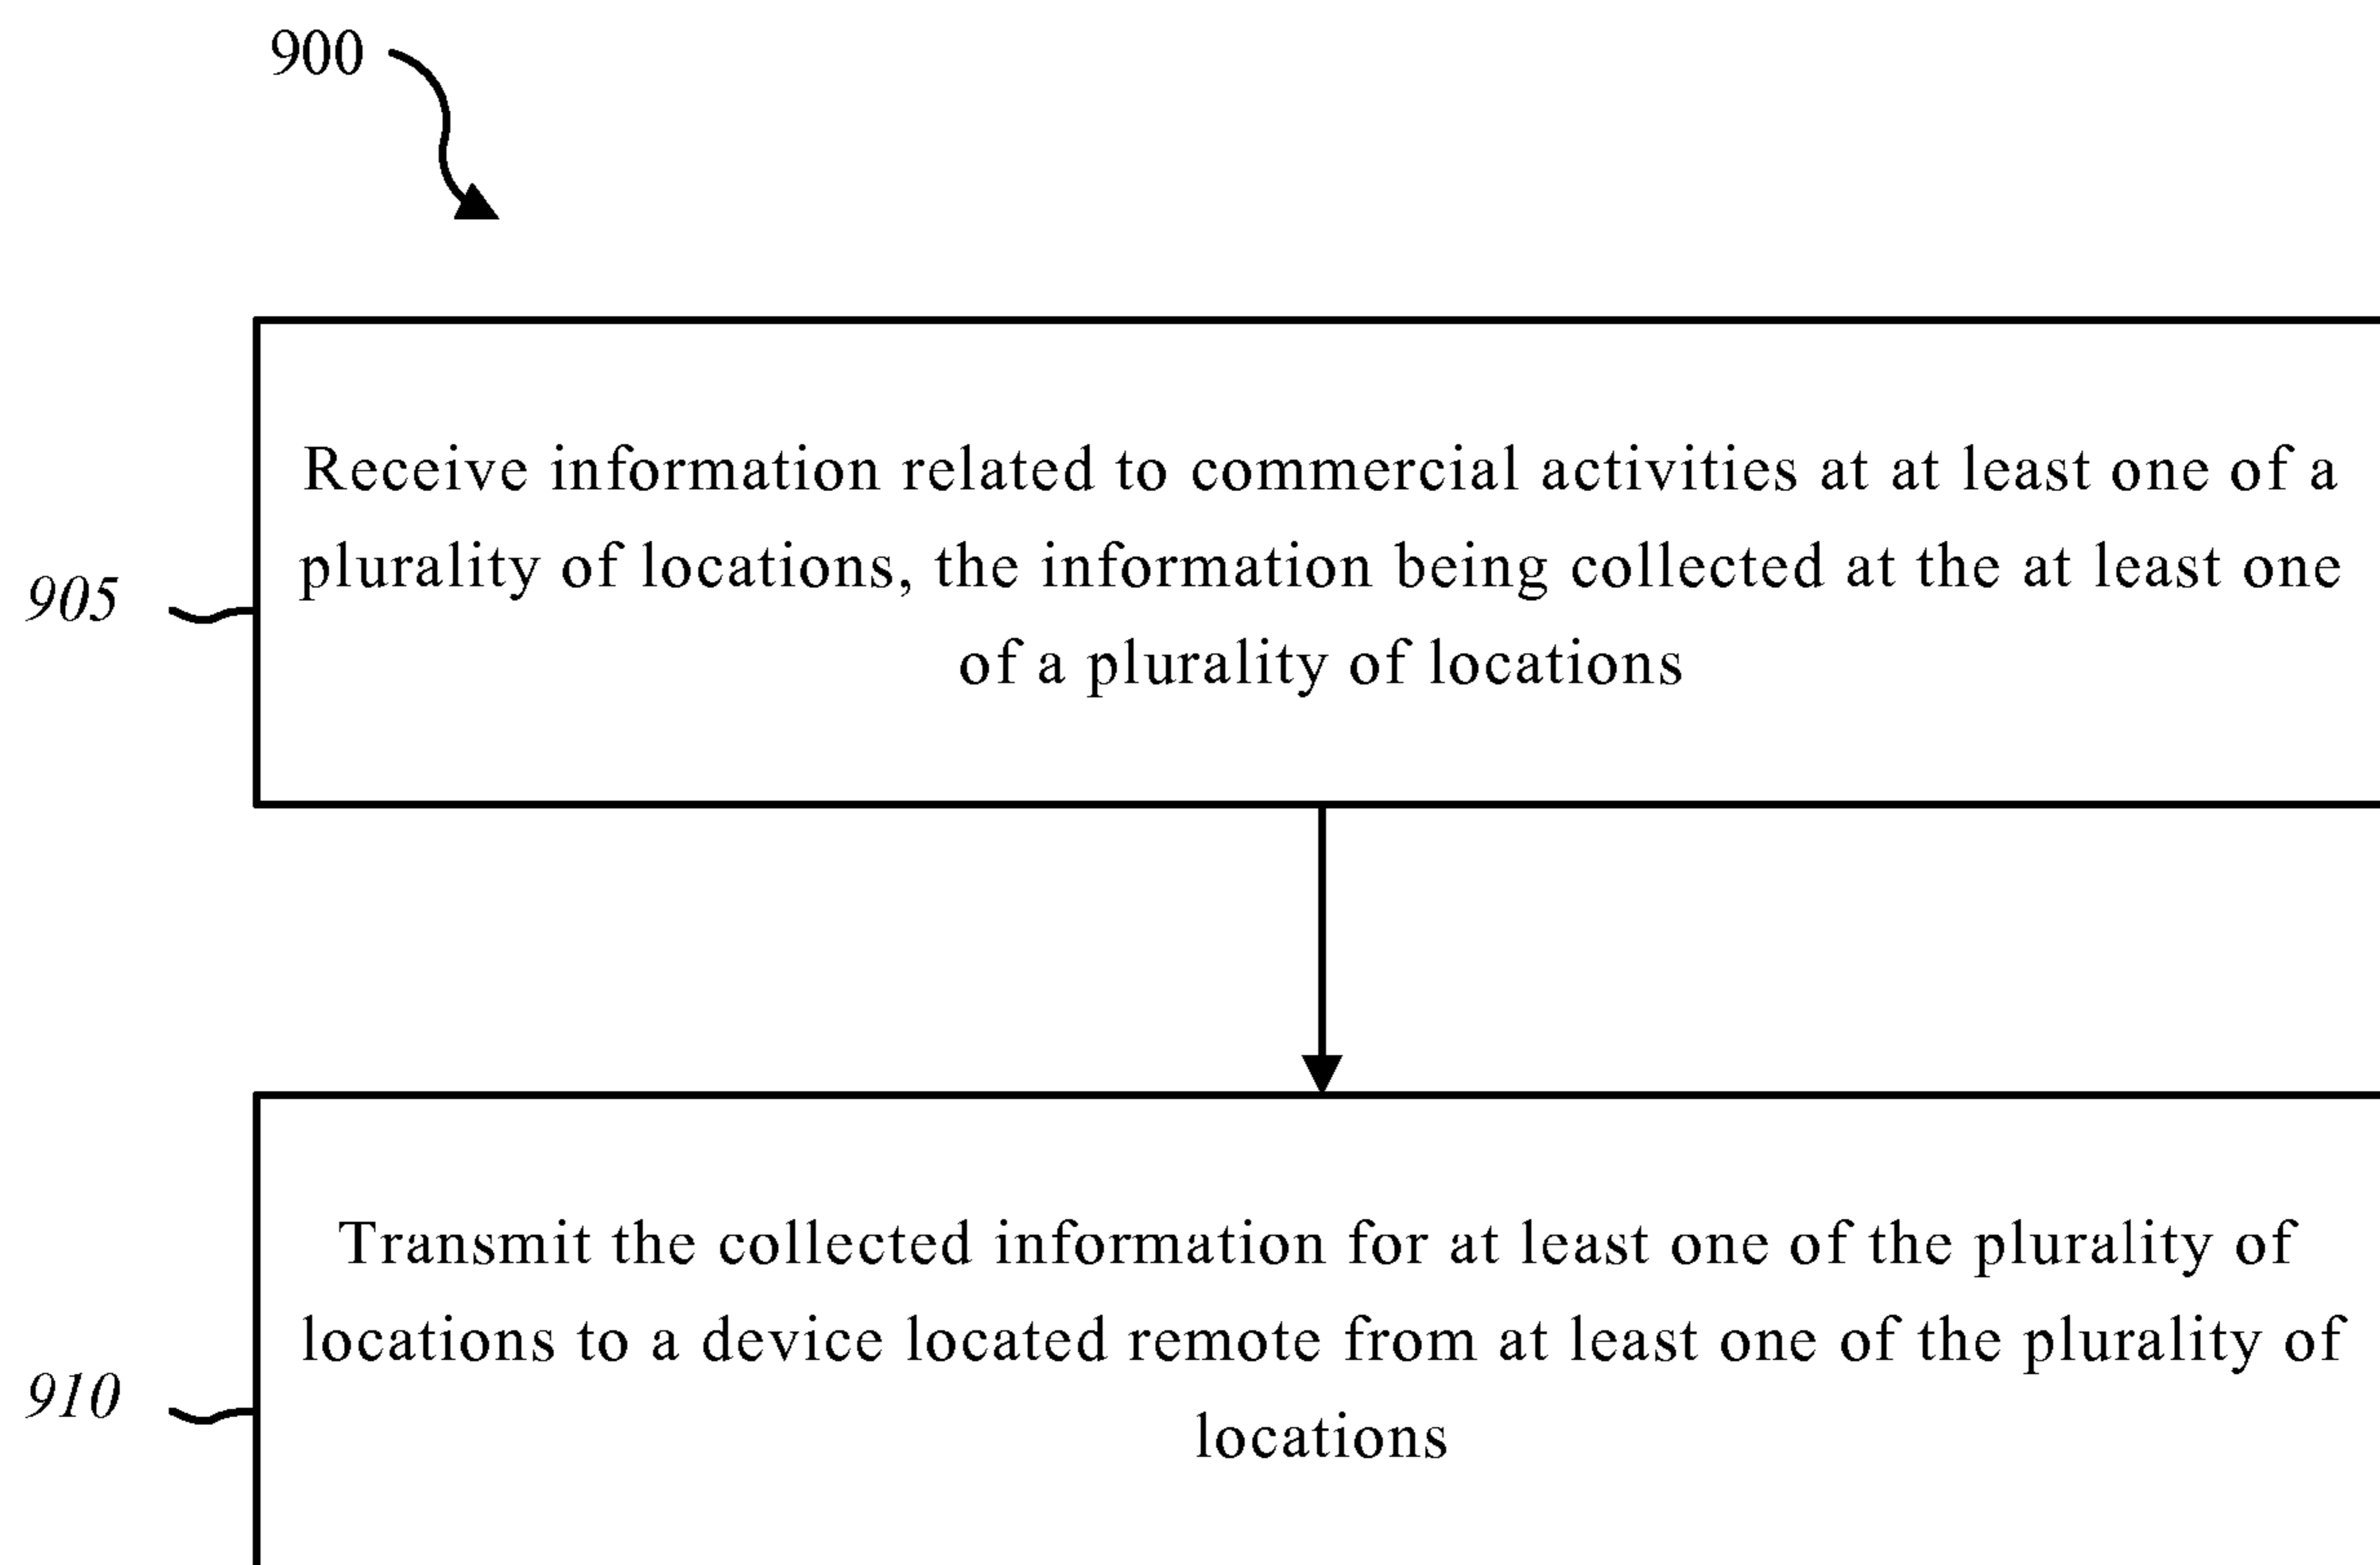 900
Receive information related to commercial activities at at least one of a
plurality of locations, the information being collected at the at least one
of a plurality of locations
905
Transmit the collected information for at least one of the plurality of
locations to a device located remote from at least one of the plurality of
locations
910